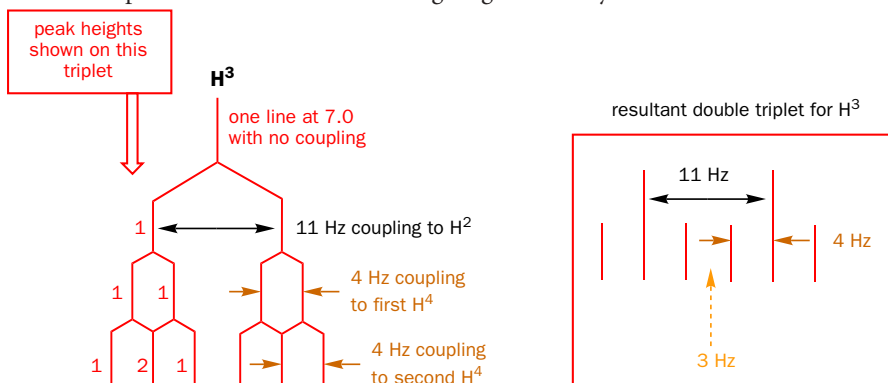 peak heights
shown on this
triplet
H³
one line at 7.0
with no coupling
1
11 Hz coupling to H²
1 1
4 Hz coupling
to first H⁴
1 2 1
4 Hz coupling
to second H⁴
resultant double triplet for H³
11 Hz
4 Hz
3 Hz